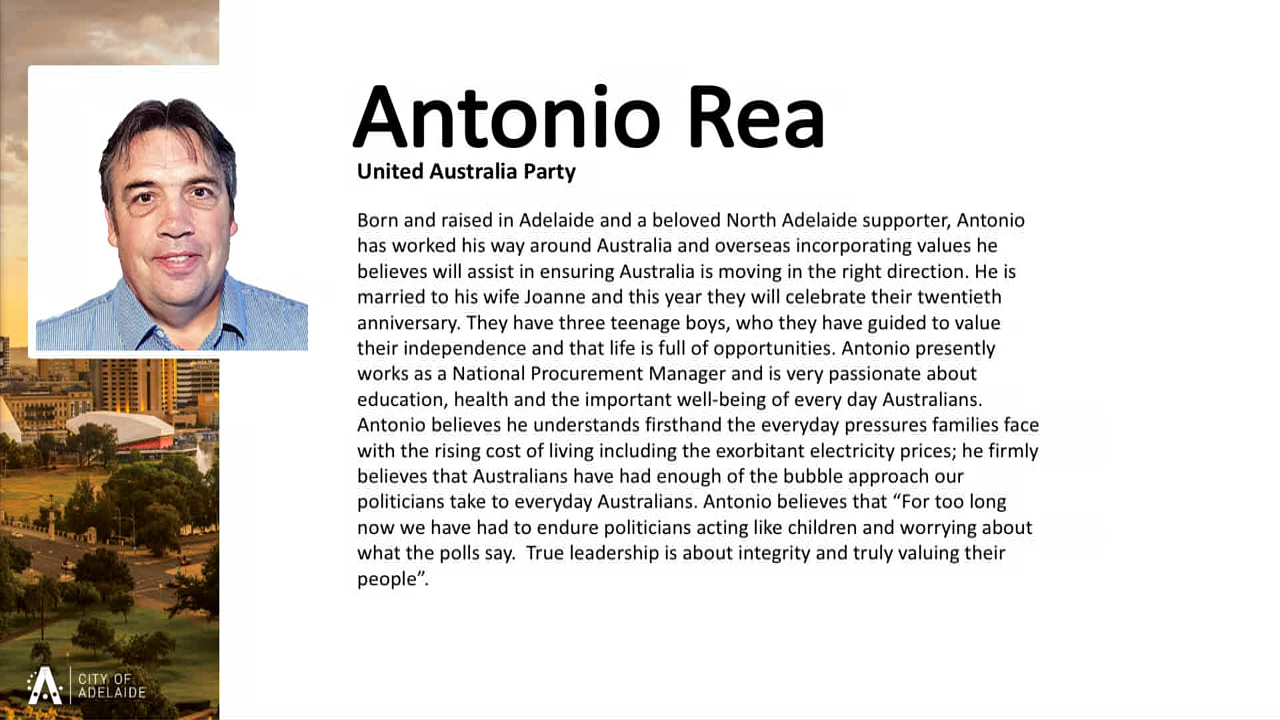 Antonio Rea
United Australia Party
Born and raised in Adelaide and a beloved North Adelaide supporter, Antonio
has worked his way around Australia and overseas incorporating values he
believes will assist in ensuring Australia is moving in the right direction. He is
married to his wife Joanne and this year they will celebrate their twentieth
anniversary. They have three teenage boys, who they have guided to value
their independence and that life is full of opportunities. Antonio presently
works as a National Procurement Manager and is very passionate about
education, health and the important well-being of every day Australians.
Antonio believes he understands firsthand the everyday pressures families face
with the rising cost of living including the exorbitant electricity prices; he firmly
believes that Australians have had enough of the bubble approach our
politicians take to everyday Australians. Antonio believes that “For too long
now we have had to endure politicians acting like children and worrying about
what the polls say.  True leadership is about integrity and truly valuing their
people”.
CITY OF
ADELAIDE